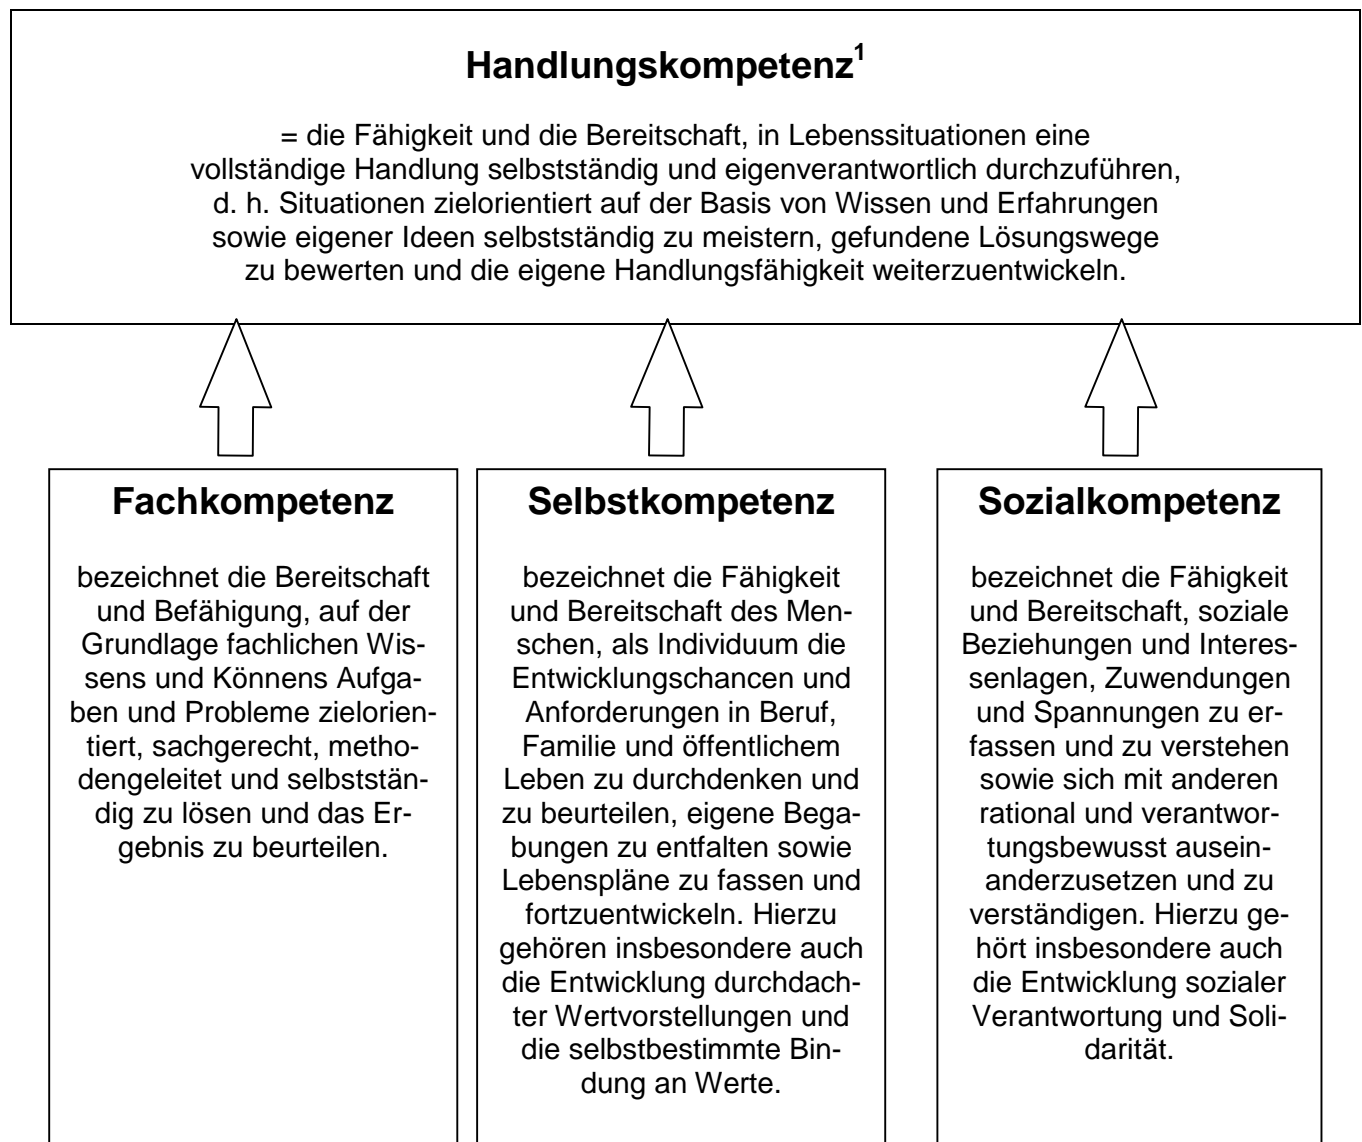 Handlungskompetenz¹
= die Fähigkeit und die Bereitschaft, in Lebenssituationen eine
vollständige Handlung selbstständig und eigenverantwortlich durchzuführen,
d. h. Situationen zielorientiert auf der Basis von Wissen und Erfahrungen
sowie eigener Ideen selbstständig zu meistern, gefundene Lösungswege
zu bewerten und die eigene Handlungsfähigkeit weiterzuentwickeln.
Fachkompetenz
bezeichnet die Bereitschaft
und Befähigung, auf der
Grundlage fachlichen Wis-
sens und Könnens Aufga-
ben und Probleme zielorien-
tiert, sachgerecht, metho-
dengeleitet und selbststän-
dig zu lösen und das Er-
gebnis zu beurteilen.
Selbstkompetenz
bezeichnet die Fähigkeit
und Bereitschaft des Men-
schen, als Individuum die
Entwicklungschancen und
Anforderungen in Beruf,
Familie und öffentlichem
Leben zu durchdenken und
zu beurteilen, eigene Bega-
bungen zu entfalten sowie
Lebenspläne zu fassen und
fortzuentwickeln. Hierzu
gehören insbesondere auch
die Entwicklung durchdach-
ter Wertvorstellungen und
die selbstbestimmte Bin-
dung an Werte.
Sozialkompetenz
bezeichnet die Fähigkeit
und Bereitschaft, soziale
Beziehungen und Interes-
senlagen, Zuwendungen
und Spannungen zu er-
fassen und zu verstehen
sowie sich mit anderen
rational und verantwor-
tungsbewusst ausein-
anderzusetzen und zu
verständigen. Hierzu ge-
hört insbesondere auch
die Entwicklung sozialer
Verantwortung und Soli-
darität.